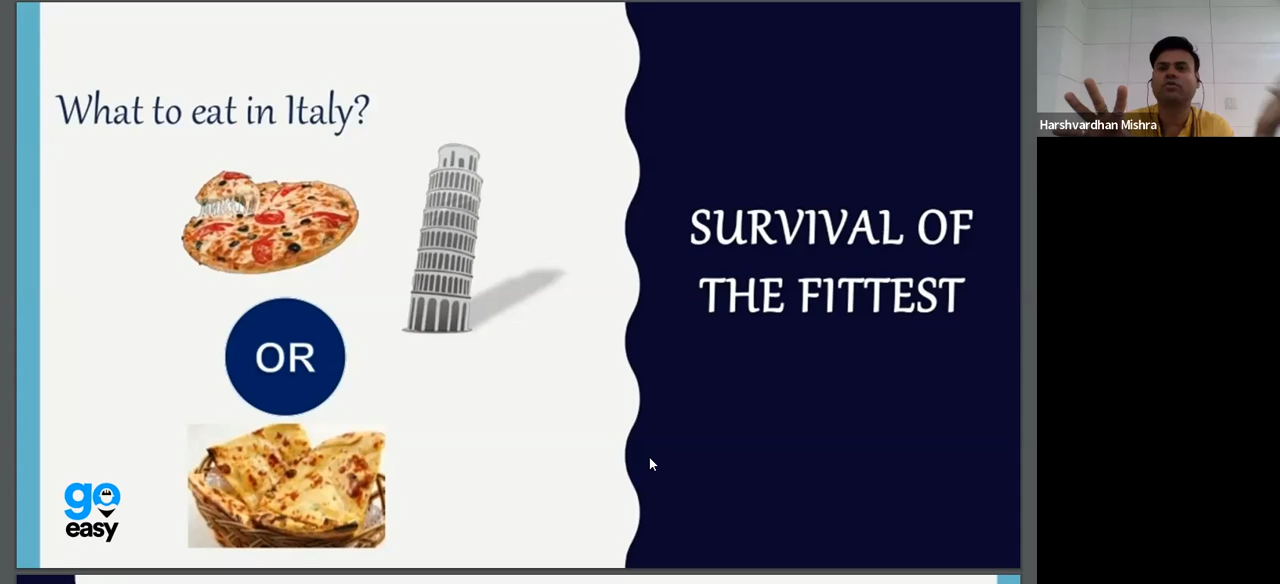 What to eat in Italy?
SURVIVAL OF
THE FITTEST
OR
go
easy
Harshvardhan Mishra